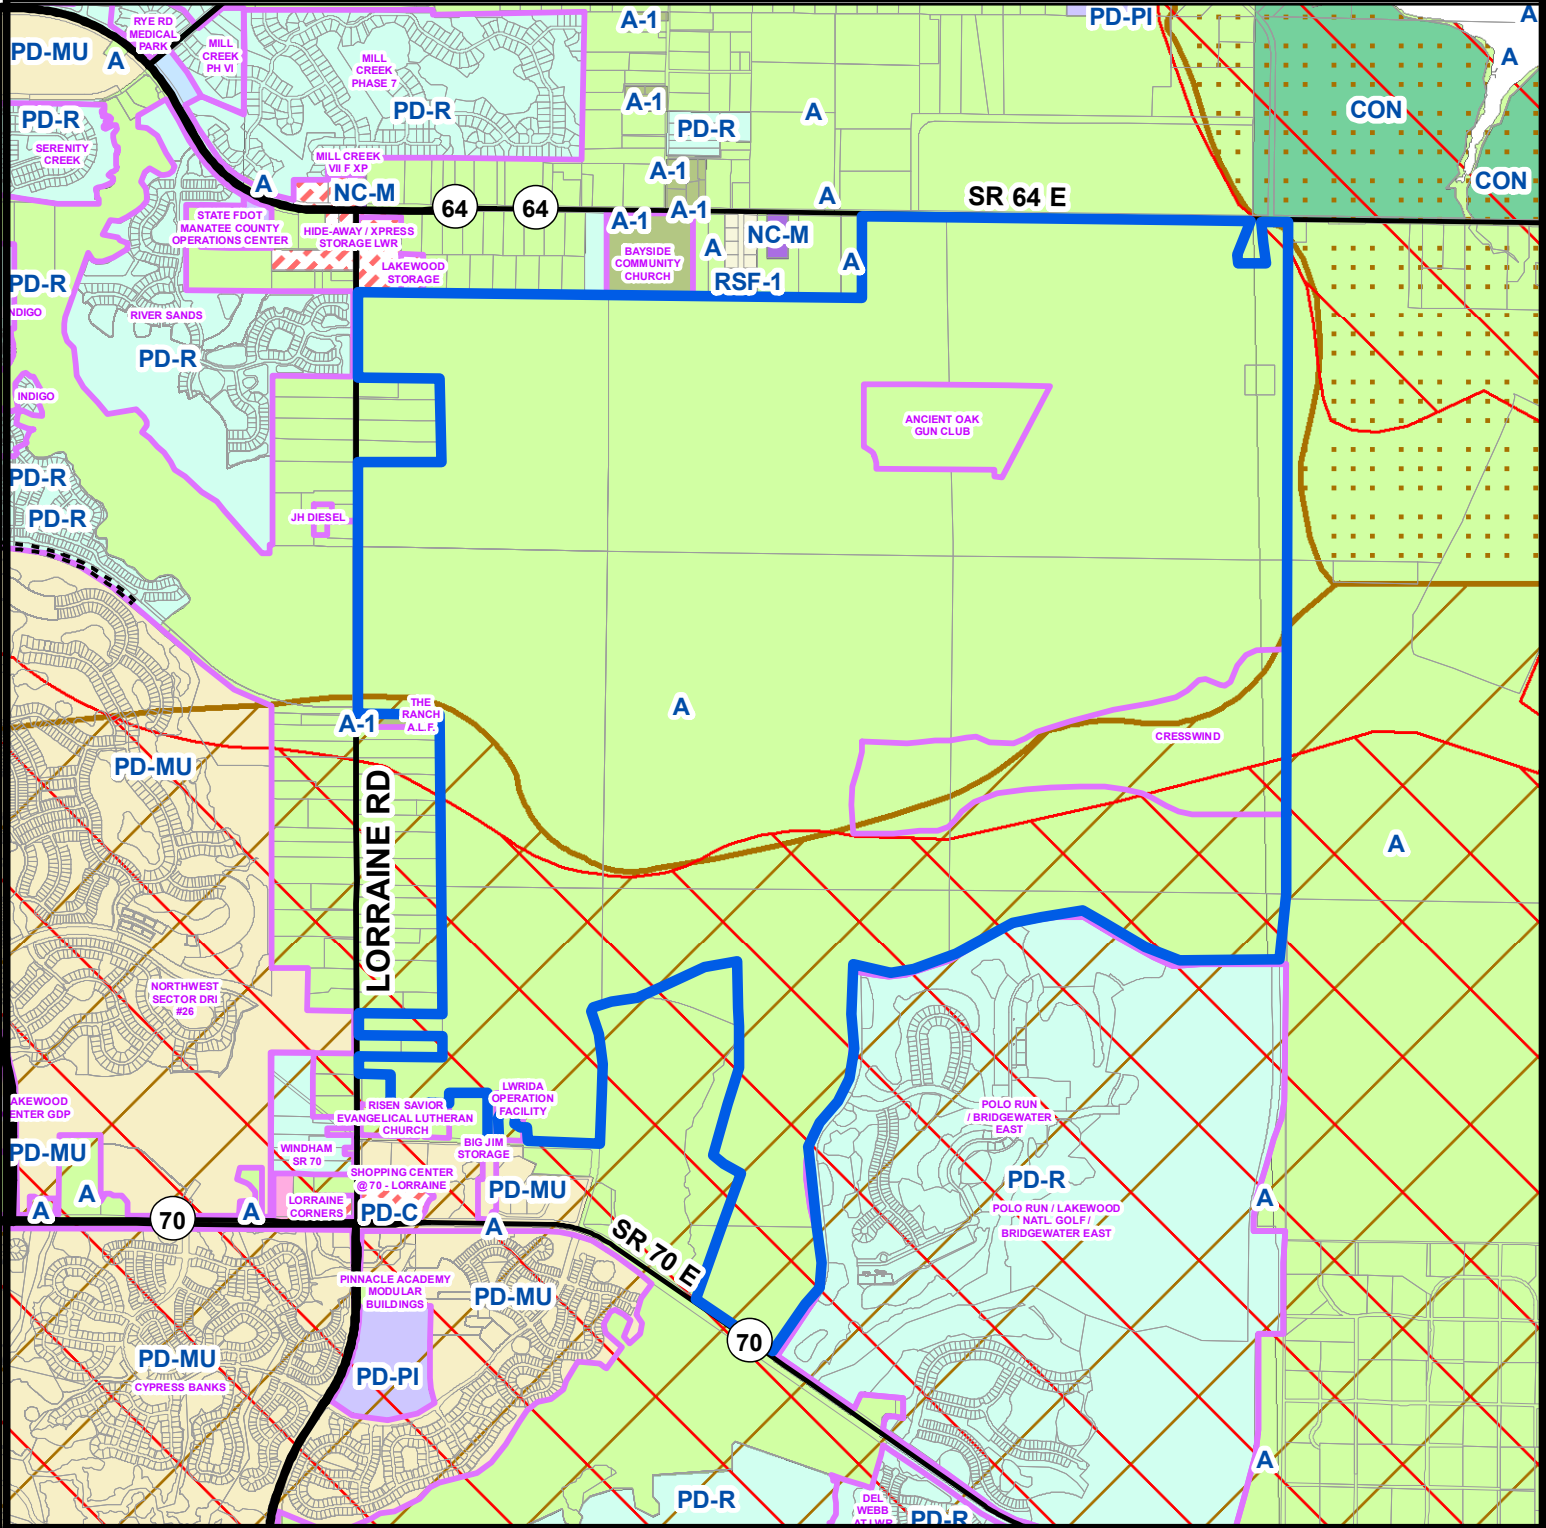 RYE RD
MEDICAL
PARK
PD-MU
A
MILL
CREEK
PH VI
MILL
CREEK
PHASE 7
PD-R
A-1
PD-PI
A
A
CON
A-1
PD-R
A
PD-R
SERENITY
CREEK
MILL CREEK
VII F XP
A-1
CON
A
NC-M
64
64
A
SR 64 E
STATE FDOT
MANATEE COUNTY
OPERATIONS CENTER
HIDE-AWAY / XPRESS
STORAGE LWR
LAKEWOOD
STORAGE
A-1
A-1
BAYSIDE
COMMUNITY
CHURCH
A
NC-M
A
RSF-1
PD-R
NDIGO
RIVER SANDS
PD-R
INDIGO
ANCIENT OAK
GUN CLUB
PD-R
PD-R
JH DIESEL
A-1
THE
RANCH
A.L.F.
A
CRESSWIND
PD-MU
LORRAINE RD
A
NORTHWEST
SECTOR DRI
#26
AKEWOOD
ENTER GDP
RISEN SAVIOR
EVANGELICAL LUTHERAN
CHURCH
LWRIDA
OPERATION
FACILITY
POLO RUN
/ BRIDGEWATER
EAST
PD-MU
WINDHAM
SR 70
BIG JIM
STORAGE
SHOPPING CENTER
@ 70 - LORRAINE
PD-MU
PD-R
A
A
A
LORRAINE
CORNERS
PD-C
A
A
70
POLO RUN / LAKEWOOD
NATL. GOLF /
BRIDGEWATER EAST
SR 70 E
PINNACLE ACADEMY
MODULAR
BUILDINGS
PD-MU
70
PD-MU
CYPRESS BANKS
PD-PI
A
PD-R
DEL
WEBB
AT LWR
PD-R